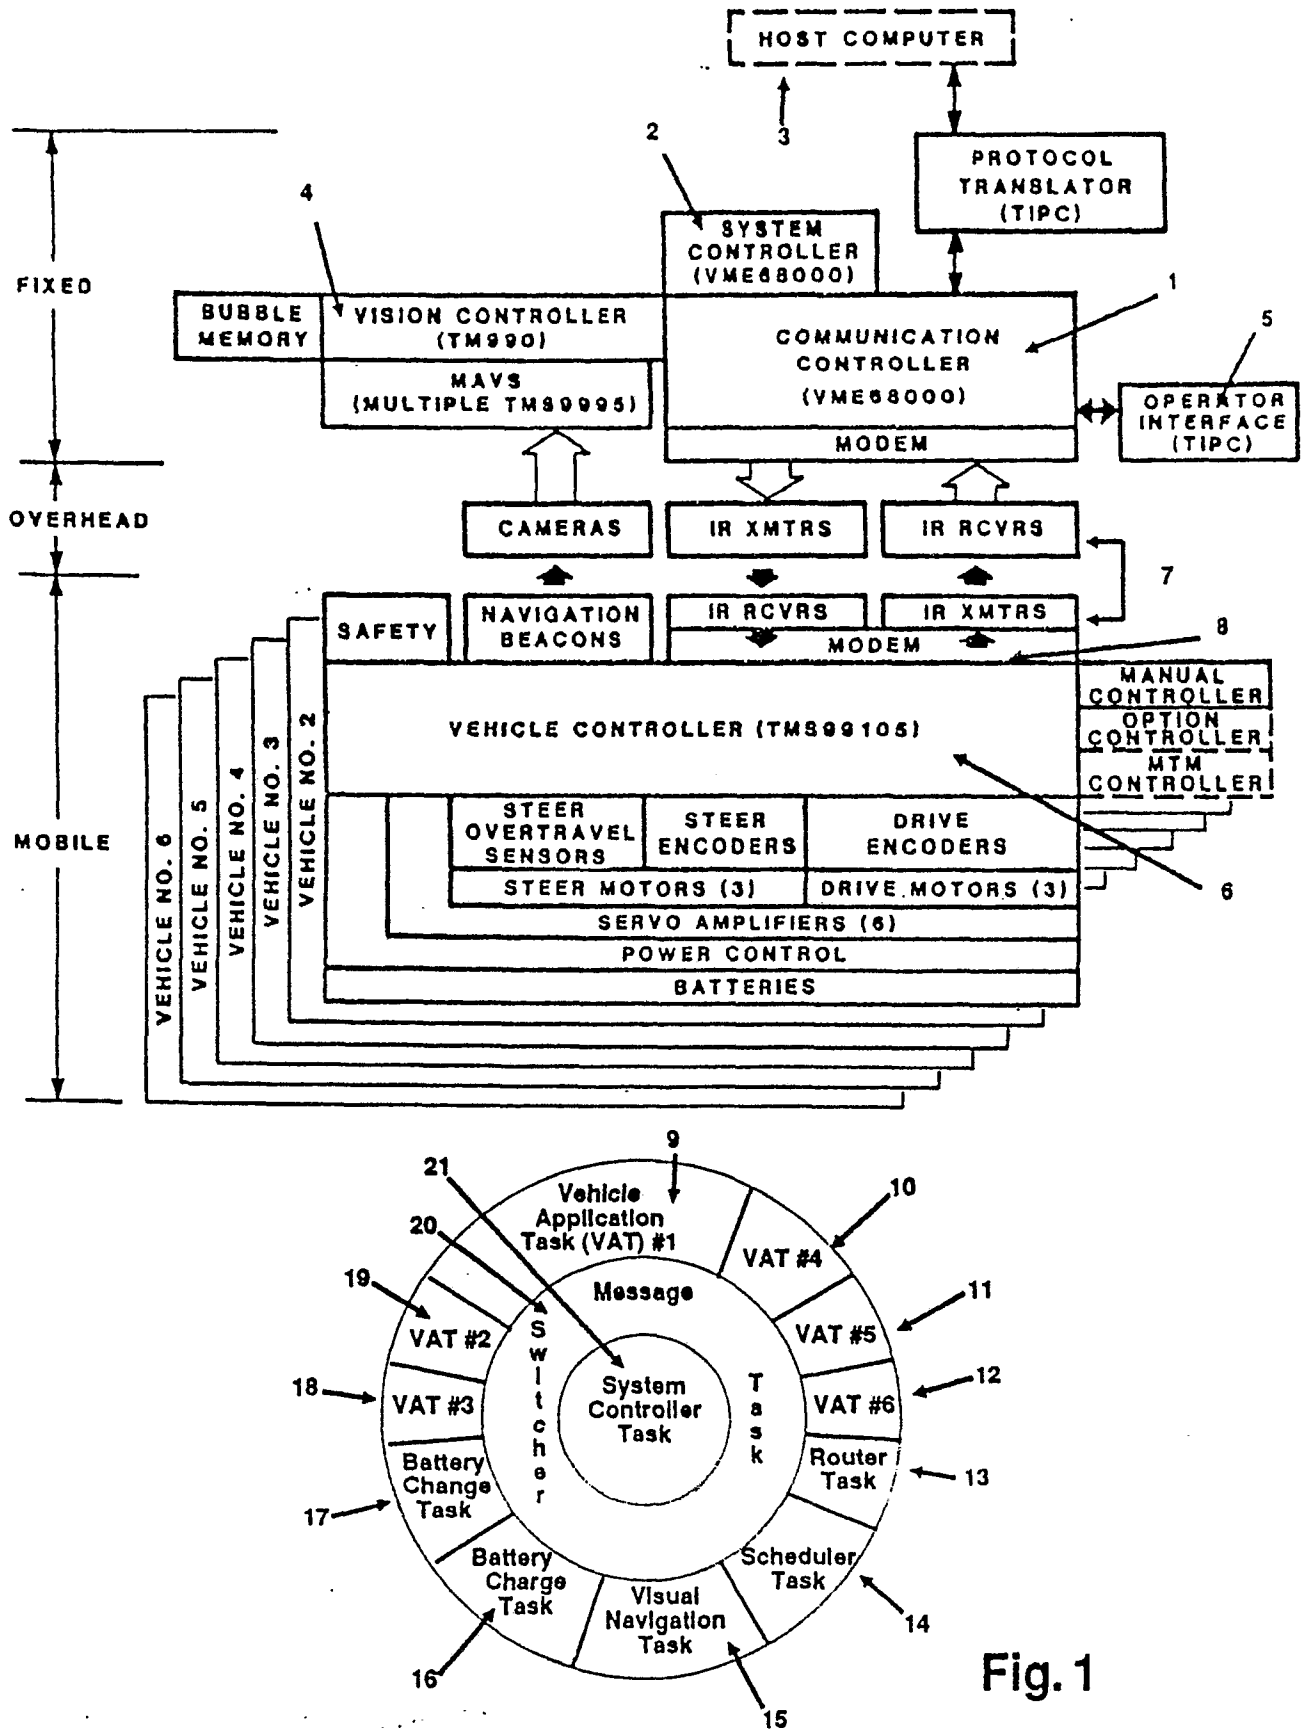 HOST COMPUTER
3
2
PROTOCOL
TRANSLATOR
(TIPC)
4
SYSTEM
CONTROLLER
(VME68000)
FIXED
1
BUBBLE
MEMORY
VISION CONTROLLER
(TM990)
COMMUNICATION
CONTROLLER
(VME68000)
5
MAVS
(MULTIPLE TMS9995)
OPERATOR
INTERFACE
(TIPC)
MODEM
OVERHEAD
CAMERAS
IR XMTRS
IR RCVRS
7
SAFETY
NAVIGATION
BEACONS
IR RCVRS
IR XMTRS
MODEM
8
MANUAL
CONTROLLER
OPTION
CONTROLLER
MTM
CONTROLLER
VEHICLE CONTROLLER (TMS99105)
MOBILE
VEHICLE NO. 6
VEHICLE NO. 5
VEHICLE NO. 4
VEHICLE NO. 3
VEHICLE NO. 2
STEER
OVERTRAVEL
SENSORS
STEER
ENCODERS
DRIVE
ENCODERS
STEER MOTORS (3)
DRIVE MOTORS (3)
6
SERVO AMPLIFIERS (6)
POWER CONTROL
BATTERIES
9
21
10
20
Vehicle
Application
Task (VAT) #1
VAT #4
19
Message
11
VAT #2
Switcher
VAT #5
18
VAT #3
System
Controller
Task
Task
VAT #6
12
Battery
Change
Task
Router
Task
13
17
Battery
Charge
Task
Scheduler
Task
Visual
Navigation
Task
14
16
15
Fig. 1